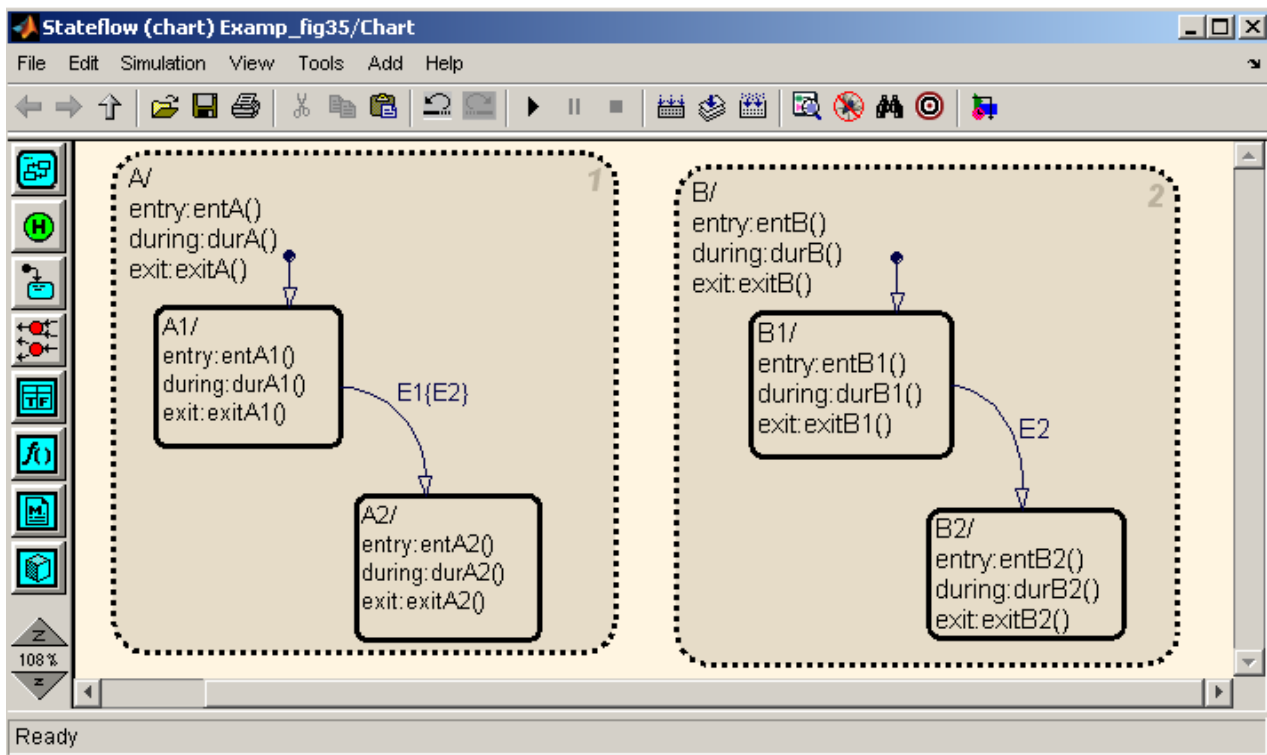 Stateflow (chart) Examp_fig35/Chart
File Edit Simulation View Tools Add Help
A/
entry:entA()
during:durA()
exit:exitA()
1
A1/
entry:entA1()
during:durA1()
exit:exitA1()
E1{E2}
A2/
entry:entA2()
during:durA2()
exit:exitA2()
B/
entry:entB()
during:durB()
exit:exitB()
2
B1/
entry:entB1()
during:durB1()
exit:exitB1()
E2
B2/
entry:entB2()
during:durB2()
exit:exitB2()
H
TF
f()
M
Z
108%
z
Ready